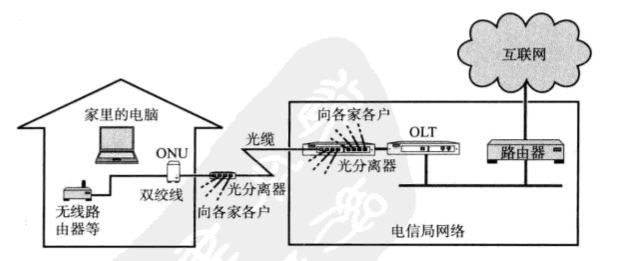 互联网
向各家各户
家里的电脑
光缆
OLT
ONU
路由器
光分离器
光分离器
双绞线
无线路
由器等
向各家各户
电信局网络